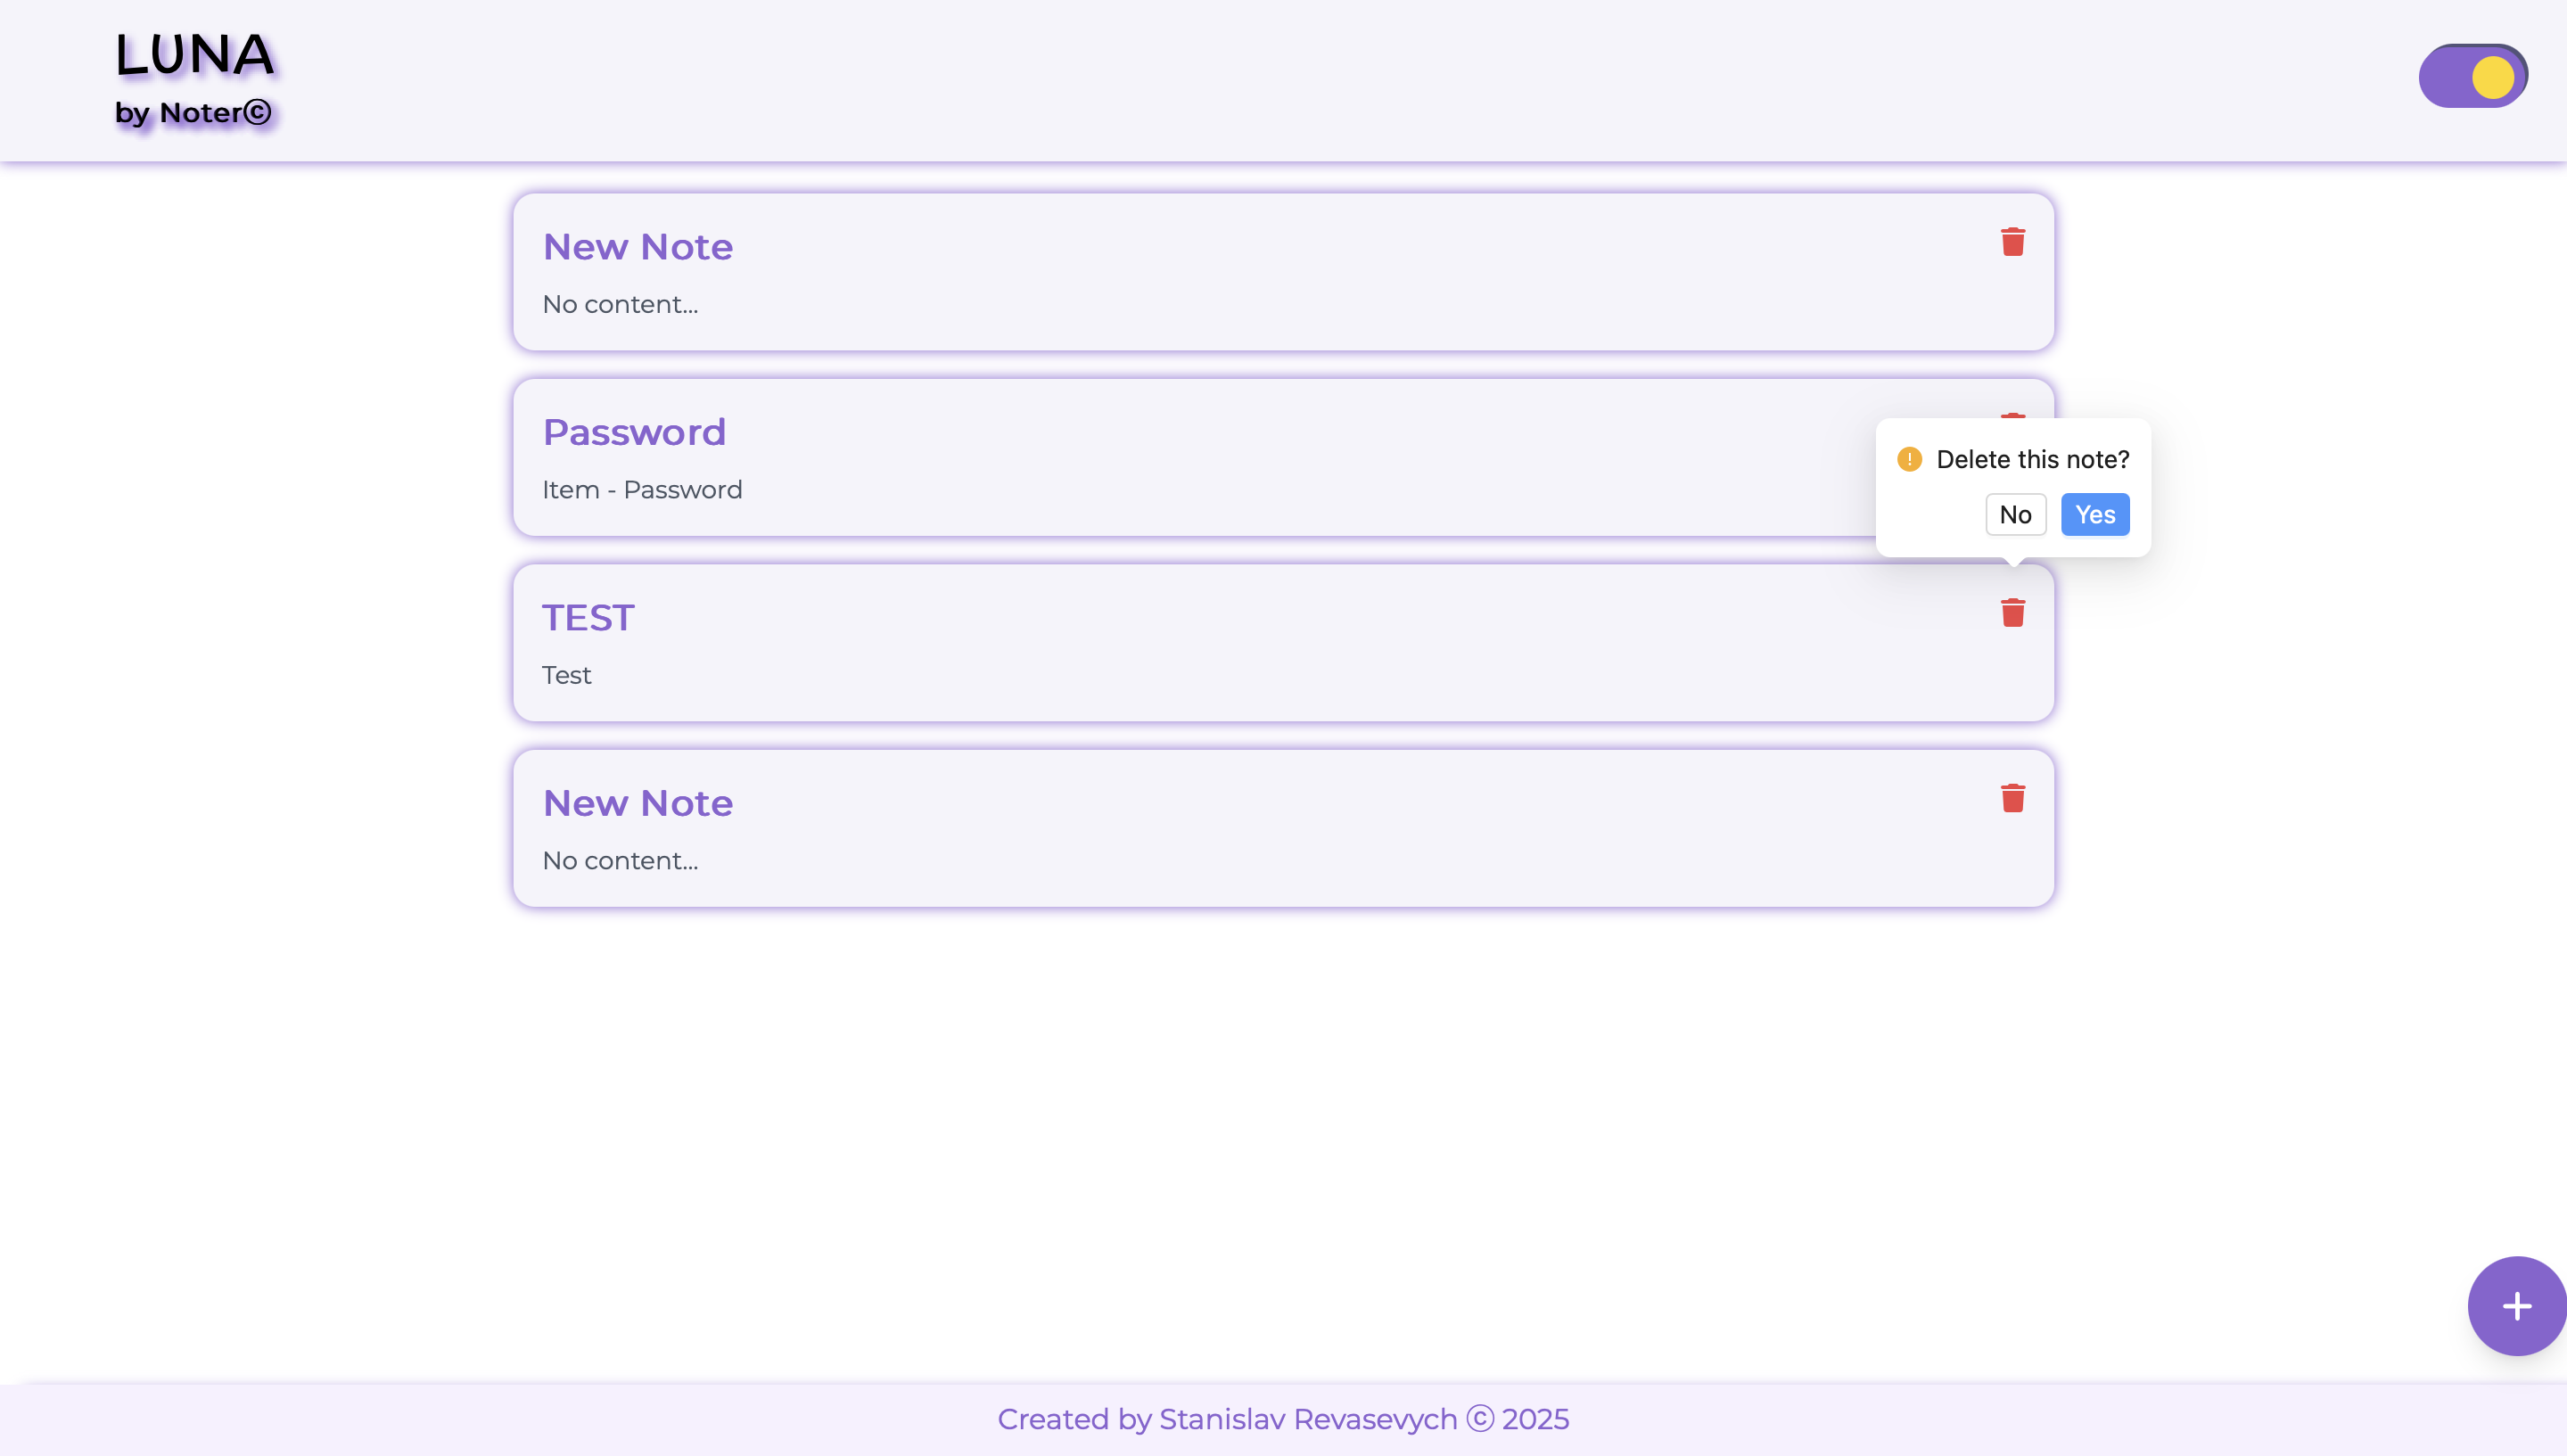 LUNA
by Noter©
New Note
No content...
Password
Item - Password
Delete this note?
No Yes
TEST
Test
New Note
No content...
Created by Stanislav Revasevych ⓒ 2025